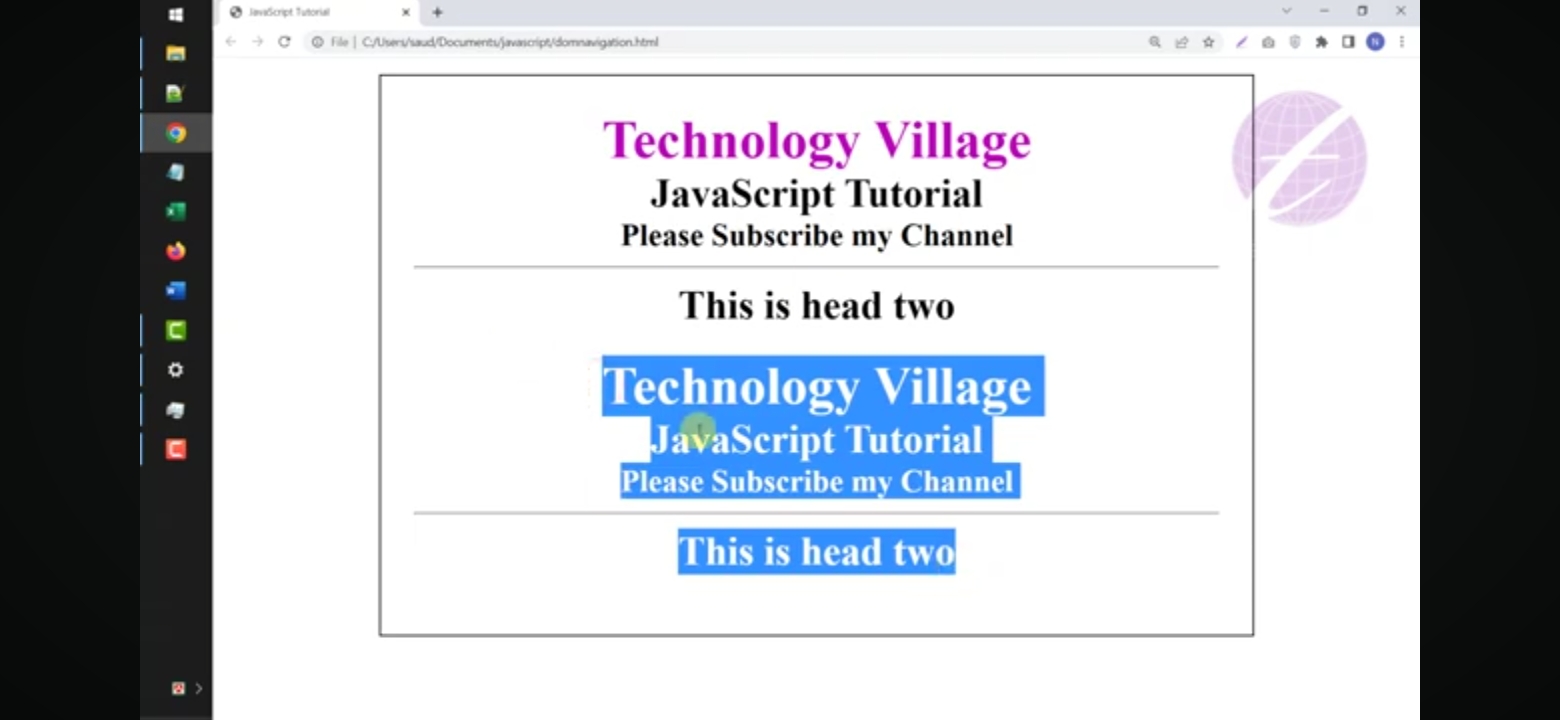 JavaScript Tutorial
File | C:/Users/saud/Documents/javascript/domnavigation.html
N
Technology Village
JavaScript Tutorial
Please Subscribe my Channel
This is head two
Technology Village
JavaScript Tutorial
Please Subscribe my Channel
This is head two